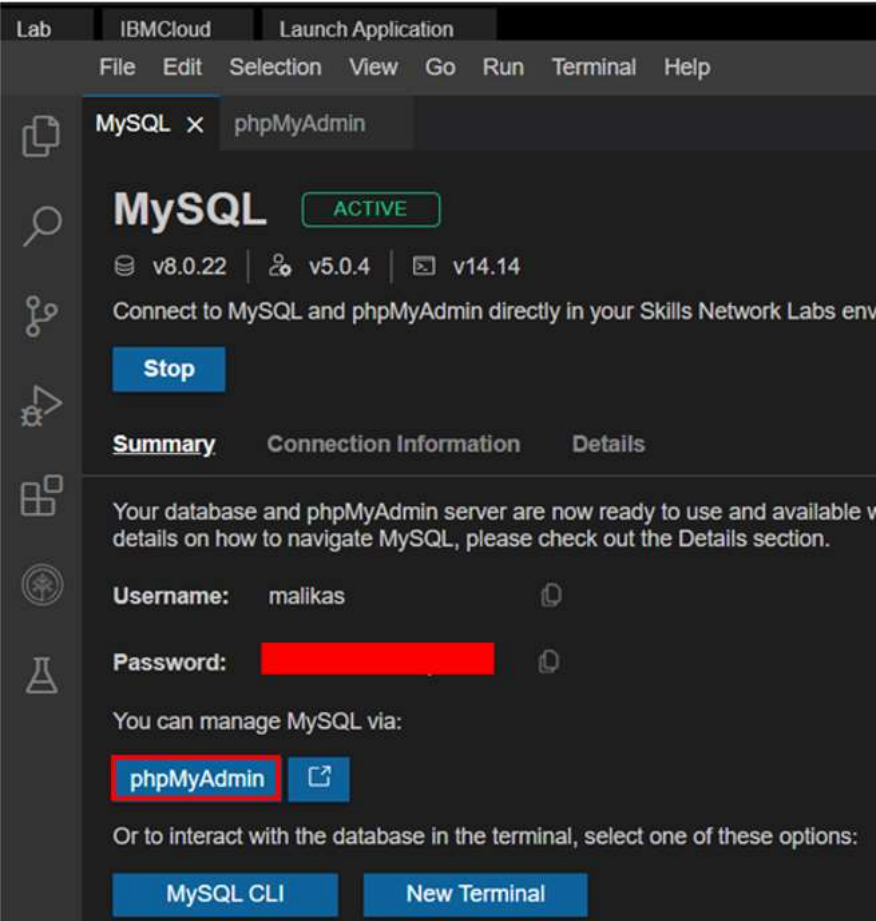 Lab IBMCloud Launch Application
File Edit Selection View Go Run Terminal Help
MySQL × phpMyAdmin
MySQL ACTIVE
v8.0.22 v5.0.4 v14.14
Connect to MySQL and phpMyAdmin directly in your Skills Network Labs env
Stop
Summary Connection Information Details
Your database and phpMyAdmin server are now ready to use and available w
details on how to navigate MySQL, please check out the Details section.
Username: malikas
Password:
You can manage MySQL via:
phpMyAdmin
Or to interact with the database in the terminal, select one of these options:
MySQL CLI New Terminal